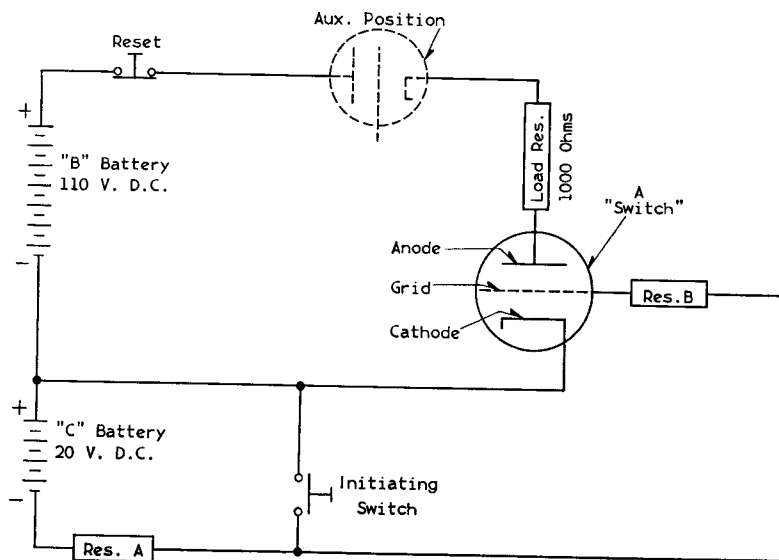 Aux. Position
Reset
+
"B" Battery
110 V. D.C.
-
Load Res.
1000 Ohms
A
"Switch"
Anode
Grid
Cathode
Res.B
+
"C" Battery
20 V. D.C.
-
Initiating
Switch
Res. A